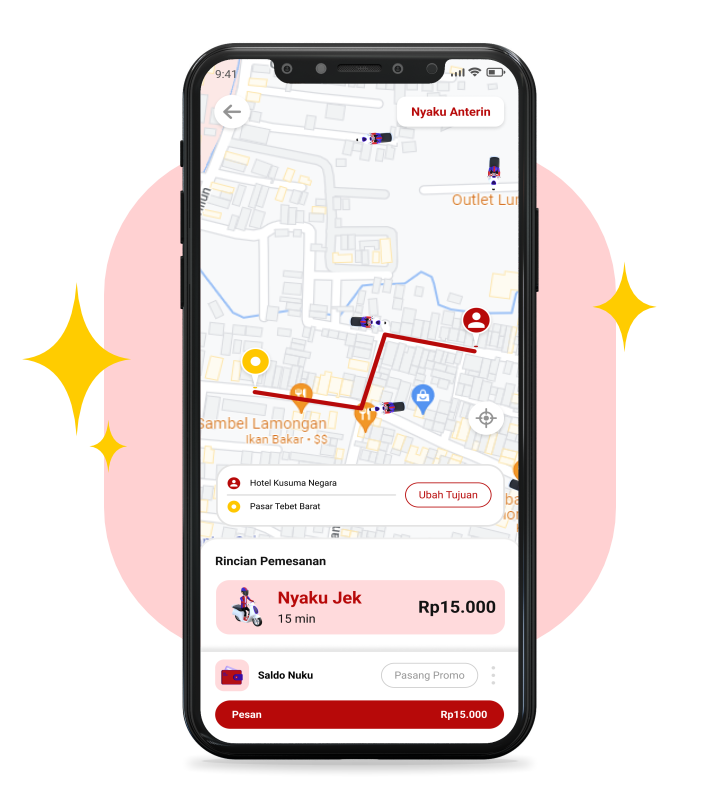 9:41
Nyaku Anterin
Outlet Lur
Sambel Lamongan
Ikan Bakar • $$
Hotel Kusuma Negara
Ubah Tujuan
Pasar Tebet Barat
Rincian Pemesanan
Nyaku Jek
Rp15.000
15 min
Saldo Nuku
Pasang Promo
Pesan
Rp15.000